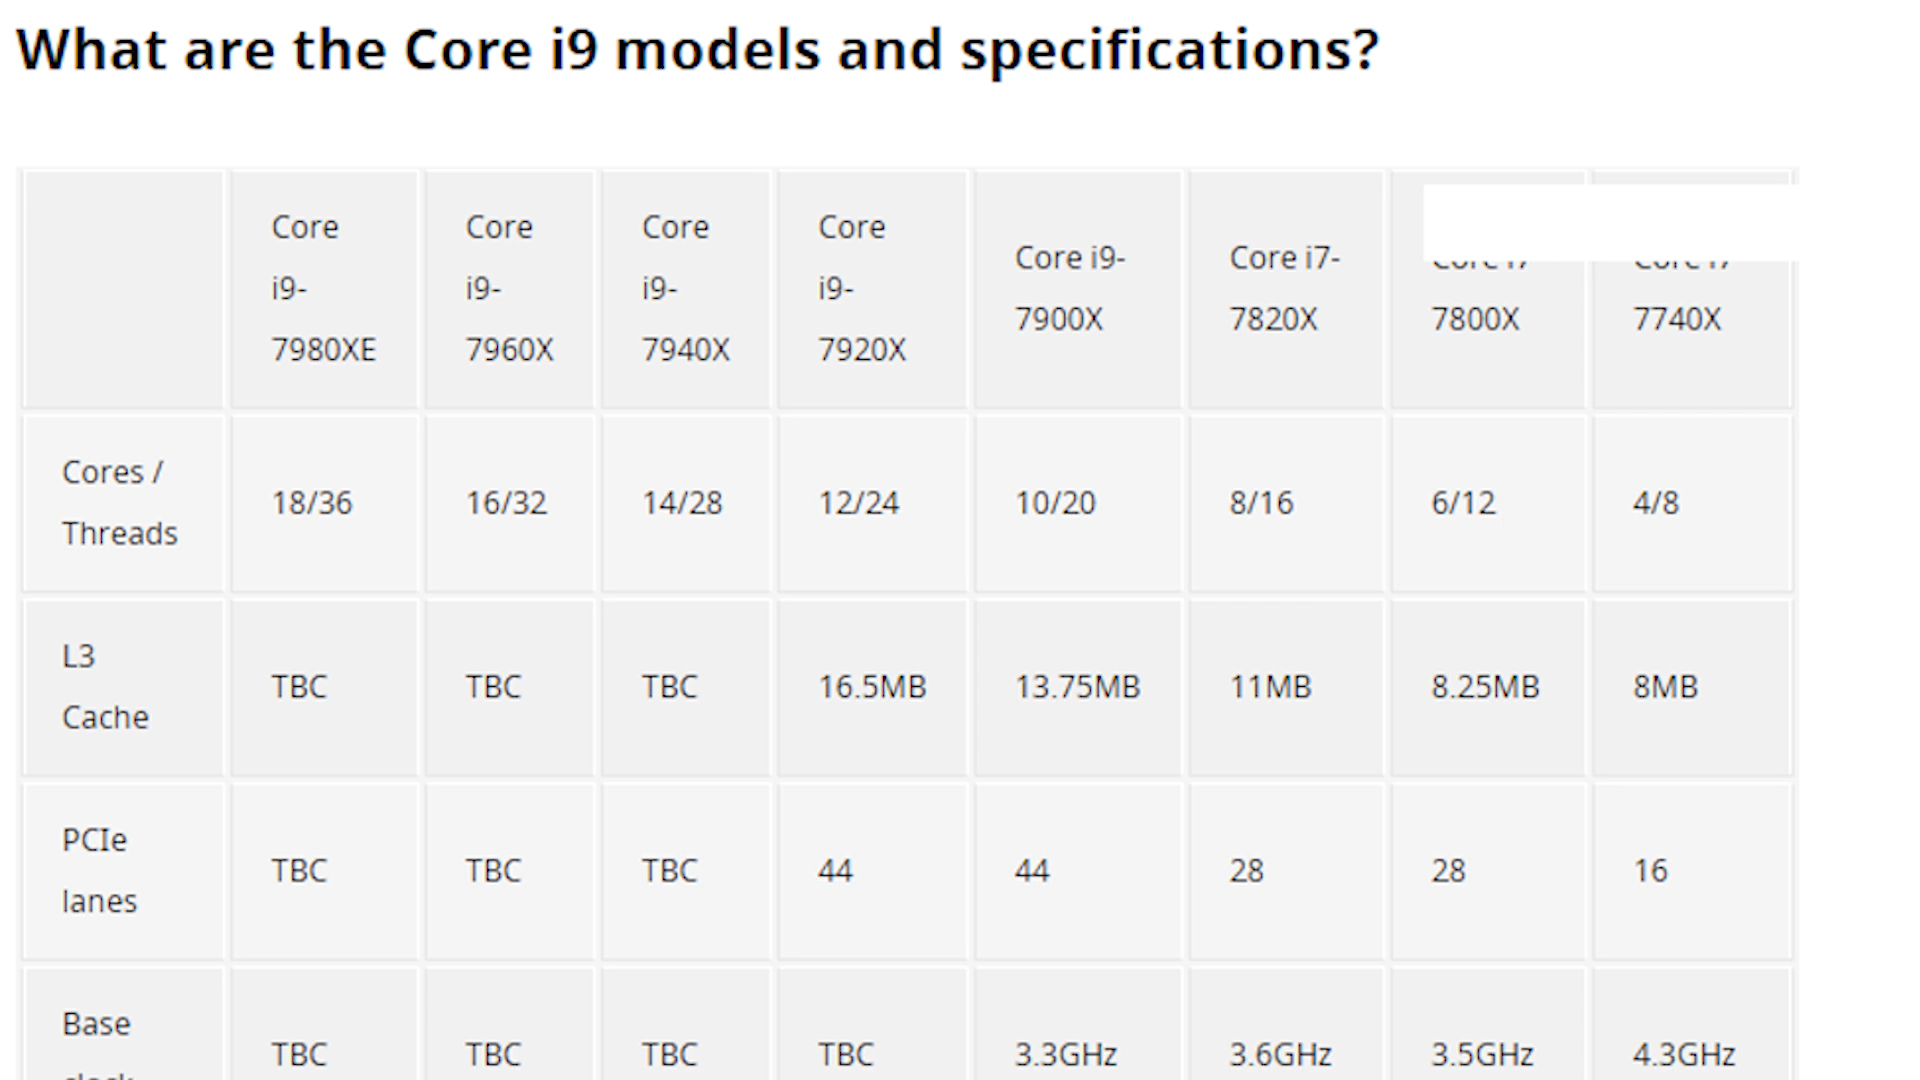 What are the Core i9 models and specifications?
Core i9-7980XE Core i9-7960X Core i9-7940X Core i9-7920X Core i9-7900X Core i7-7820X 7800X 7740X
Cores / Threads 18/36 16/32 14/28 12/24 10/20 8/16 6/12 4/8
L3 Cache TBC TBC TBC 16.5MB 13.75MB 11MB 8.25MB 8MB
PCIe lanes TBC TBC TBC 44 44 28 28 16
Base TBC TBC TBC TBC 3.3GHz 3.6GHz 3.5GHz 4.3GHz